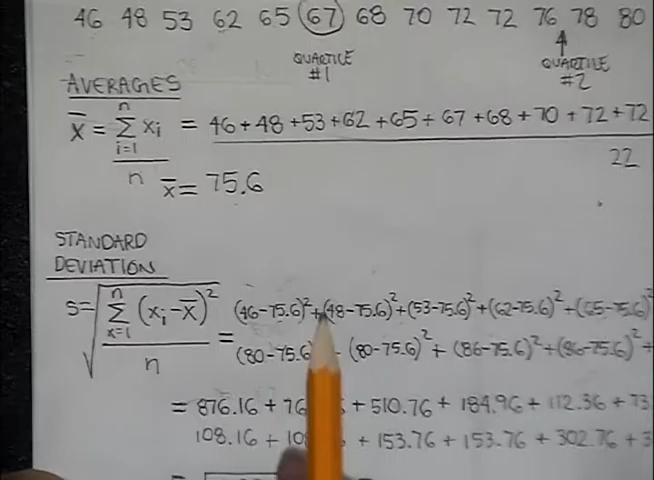 46 48 53 62 65 67 68 70 72 72 76 78 80
QUARTILE #1
QUARTILE #2
AVERAGES
x̄ = Σ xᵢ = 46+48+53+62+65+67+68+70+72+72
n
i=1
n
22
x̄ = 75.6
STANDARD
DEVIATION
s = √ Σ (xᵢ-x̄)² = (46-75.6)²+(48-75.6)²+(53-75.6)²+(62-75.6)²+(65-75.6)²
n
x=1
n
(80-75.6) (80-75.6)²+(86-75.6)²+(86-75.6)²+
= 876.16 + 76 + 510.76 + 184.96 + 112.36 + 73
108.16 + 10 + 153.76 + 153.76 + 302.76 + 3
=